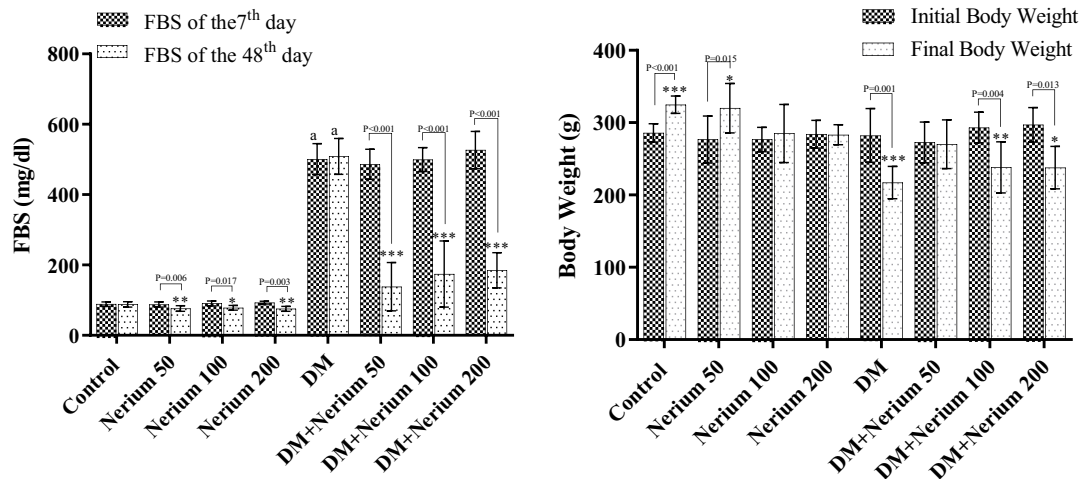 FBS of the7th day
FBS of the 48th day
800
600
400
200
0
FBS (mg/dl)
P=0.006
**
P=0.017
*
P=0.003
**
a
a
P<0.001
***
P<0.001
***
P<0.001
***
Control
Nerium 50
Nerium 100
Nerium 200
DM
DM+Nerium 50
DM+Nerium 100
DM+Nerium 200
Initial Body Weight
Final Body Weight
400
300
200
100
0
Body Weight (g)
P<0.001
***
P=0.015
*
P=0.001
***
P=0.004
**
P=0.013
*
Control
Nerium 50
Nerium 100
Nerium 200
DM
DM+Nerium 50
DM+Nerium 100
DM+Nerium 200